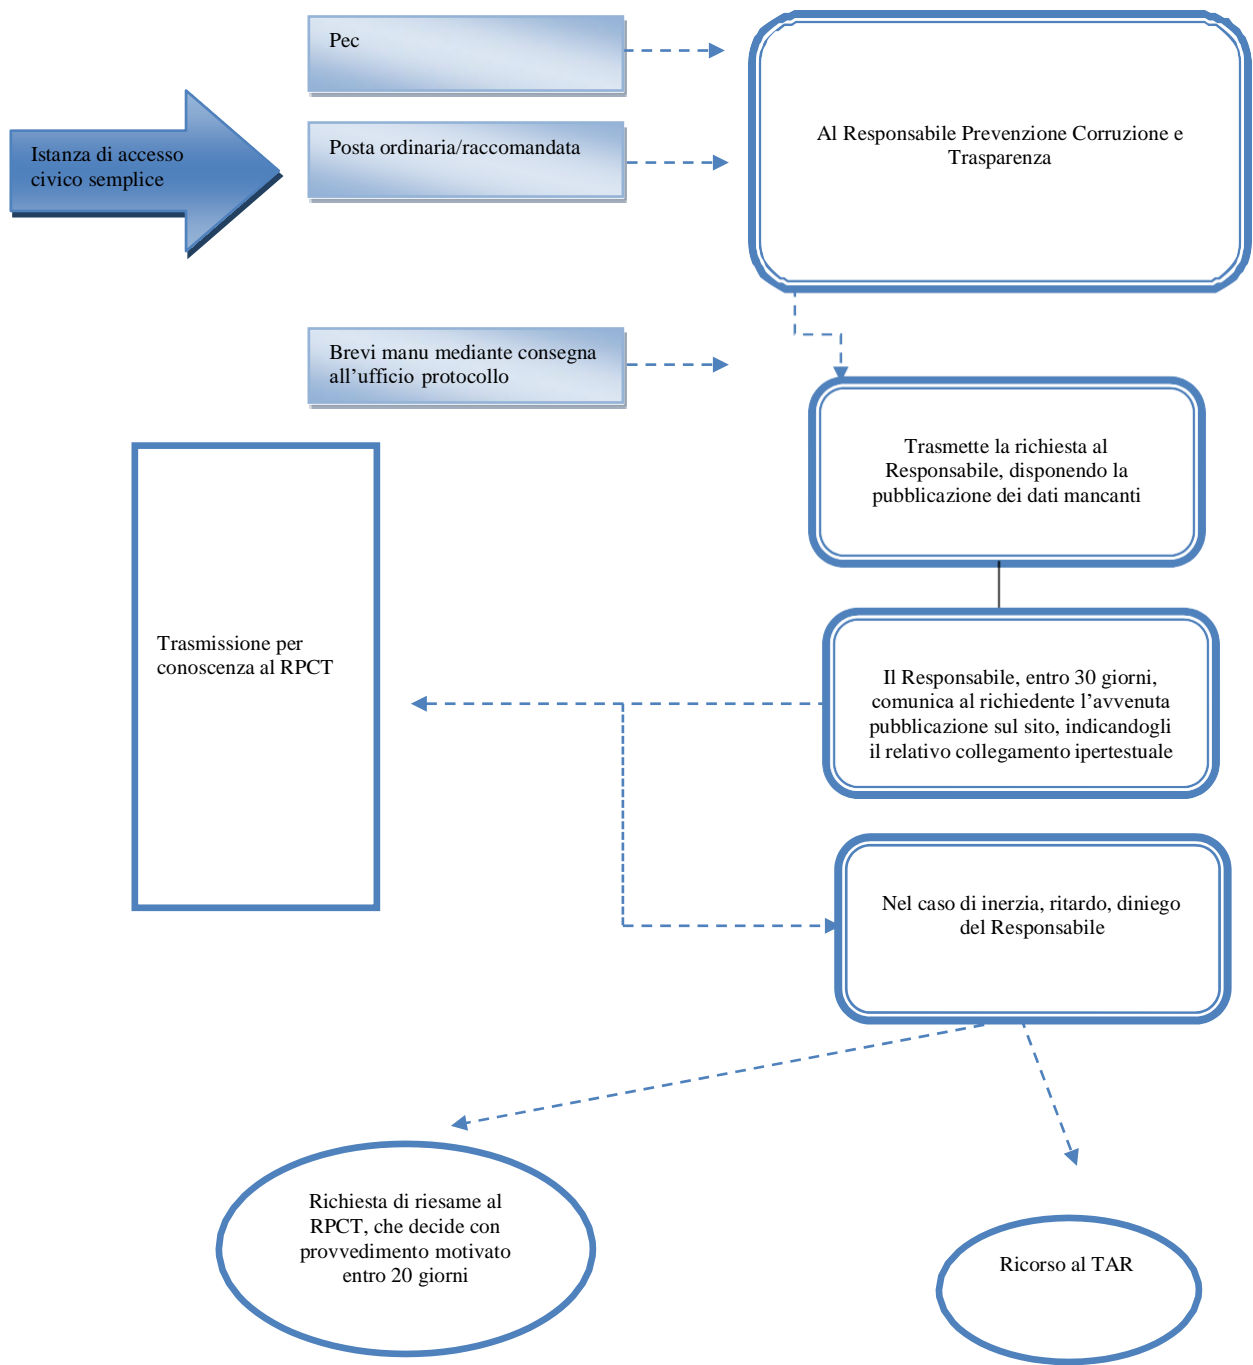 Pec
Istanza di accesso
civico semplice
Posta ordinaria/raccomandata
Al Responsabile Prevenzione Corruzione e
Trasparenza
Brevi manu mediante consegna
all’ufficio protocollo
Trasmette la richiesta al
Responsabile, disponendo la
pubblicazione dei dati mancanti
Trasmissione per
conoscenza al RPCT
Il Responsabile, entro 30 giorni,
comunica al richiedente l’avvenuta
pubblicazione sul sito, indicandogli
il relativo collegamento ipertestuale
Nel caso di inerzia, ritardo, diniego
del Responsabile
Richiesta di riesame al
RPCT, che decide con
provvedimento motivato
entro 20 giorni
Ricorso al TAR